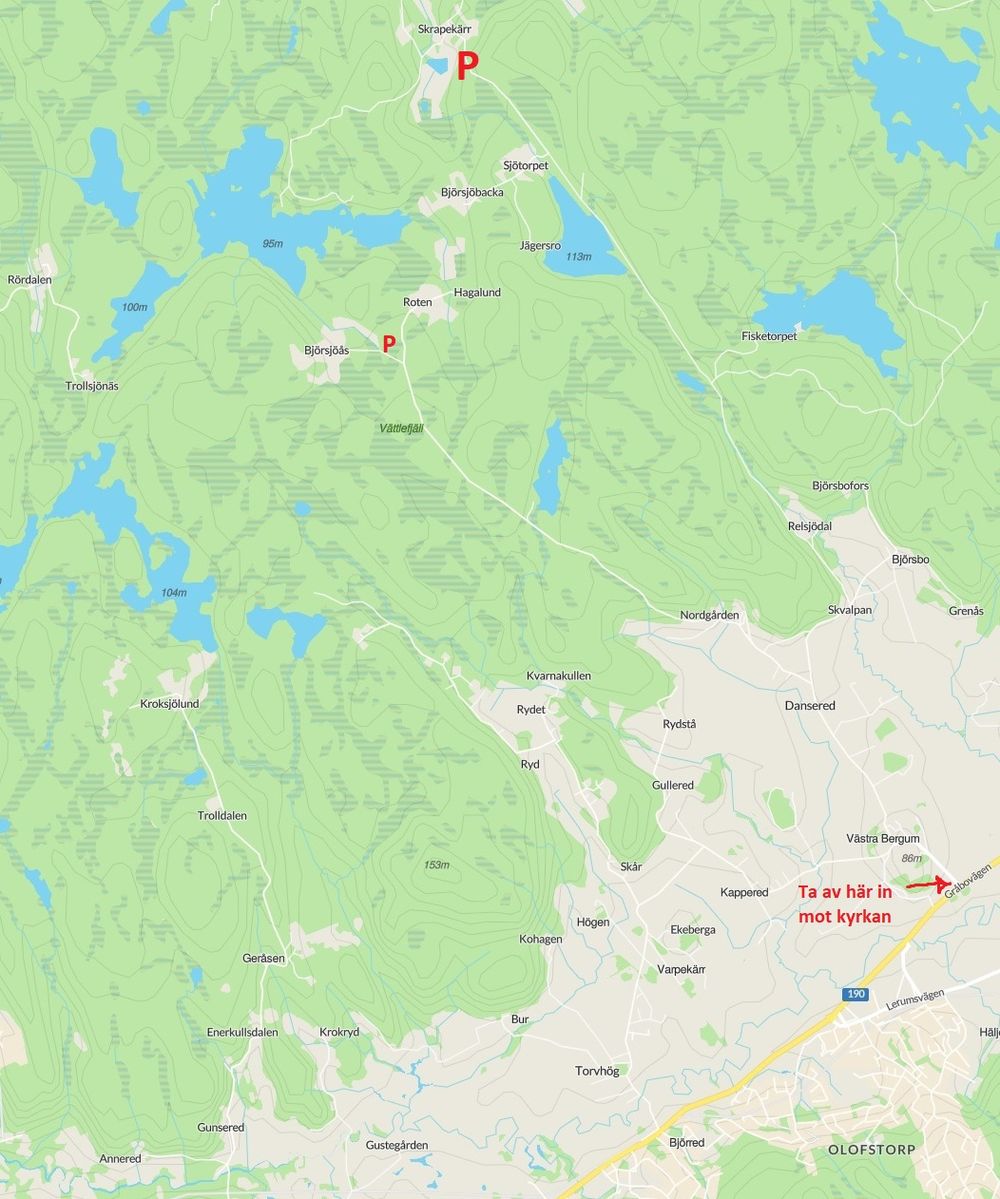 Skrapekärr
P
Sjötorpet
Björsjöbacka
Jägersro
95m
113m
Rördalen
Hagalund
100m
Roten
Fisketorpet
P
Björsjöås
Trollsjönäs
Vättlefjäll
Björsbofors
Relsjödal
Björsbo
104m
Skvalpan
Grenås
Nordgården
Kvarnakullen
Kroksjölund
Rydet
Dansered
Rydstå
Ryd
Gullered
Trolldalen
Västra Bergum
153m
86m
Skår
Gråbovägen
Kappered
Ta av här in
mot kyrkan
Högen
Ekeberga
Kohagen
Geråsen
Varpekärr
190
Lerumsvägen
Bur
Enerkullsdalen
Krokryd
Hälj
Torvhög
Gunsered
Björred
Gustegården
OLOFSTORP
Annered